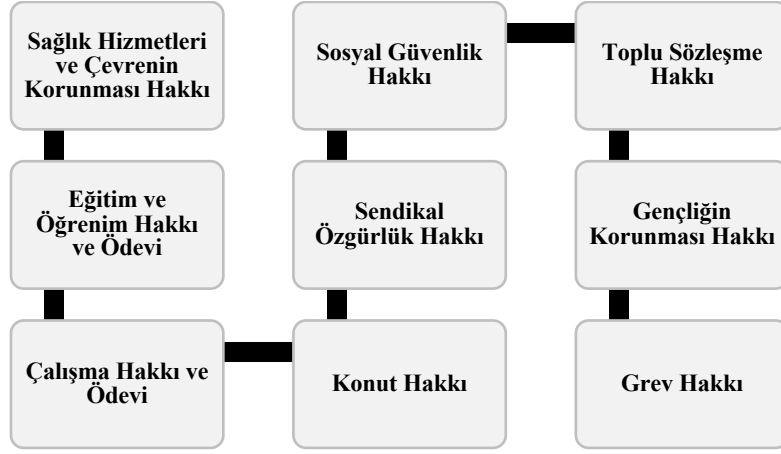 Sağlık Hizmetleri
ve Çevrenin
Korunması Hakkı
Eğitim ve
Öğrenim Hakkı
ve Ödevi
Çalışma Hakkı ve
Ödevi
Konut Hakkı
Sendikal
Özgürlük Hakkı
Sosyal Güvenlik
Hakkı
Toplu Sözleşme
Hakkı
Gençliğin
Korunması Hakkı
Grev Hakkı